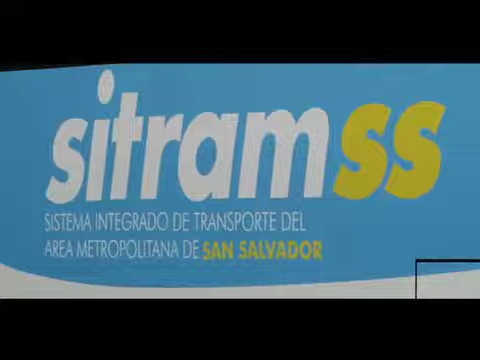 sitramss
SISTEMA INTEGRADO DE TRANSPORTE DEL
AREA METROPOLITANA DE SAN SALVADOR